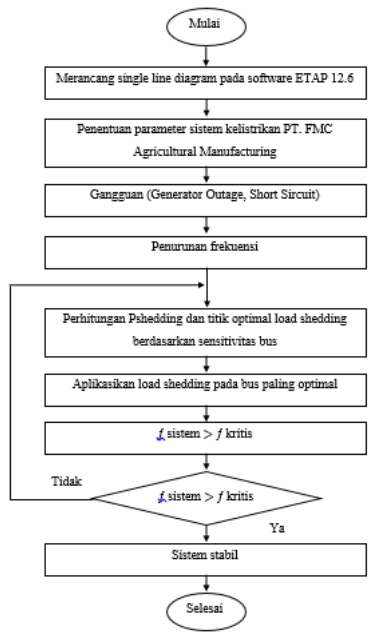 Mulai
Merancang single line diagram pada software ETAP 12.6
Penentuan parameter sistem kelistrikan PT. FMC
Agricultural Manufacturing
Gangguan (Generator Outage, Short Sircuit)
Penurunan frekuensi
Perhitungan Pshedding dan titik optimal load shedding
berdasarkan sensitivitas bus
Aplikasikan load shedding pada bus paling optimal
f sistem > f kritis
Tidak
f sistem > f kritis
Ya
Sistem stabil
Selesai